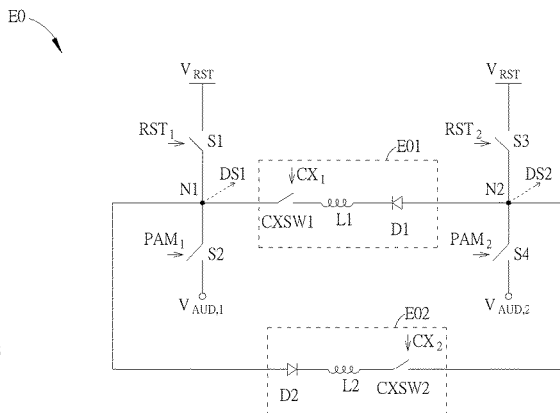 E0
V_RST
V_RST
RST_1
S1
RST_2
S3
E01
DS1
CX_1
DS2
N1
N2
CXSW1
L1
D1
PAM_1
S2
PAM_2
S4
V_AUD,1
V_AUD,2
E02
CX_2
D2
L2
CXSW2